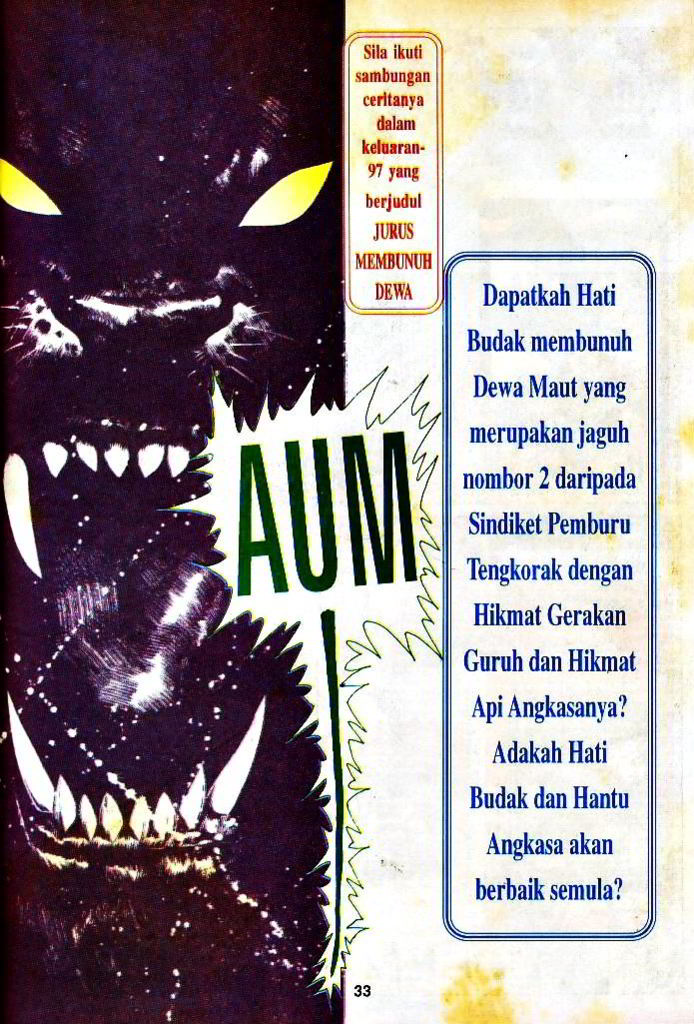 Sila ikuti
sambungan
ceritanya
dalam
keluaran-
97 yang
berjudul
JURUS
MEMBUNUH
DEWA
Dapatkah Hati
Budak membunuh
Dewa Maut yang
merupakan jaguh
nombor 2 daripada
Sindiket Pemburu
Tengkorak dengan
Hikmat Gerakan
Guruh dan Hikmat
Api Angkasanya?
Adakah Hati
Budak dan Hantu
Angkasa akan
berbaik semula?
AUM
33